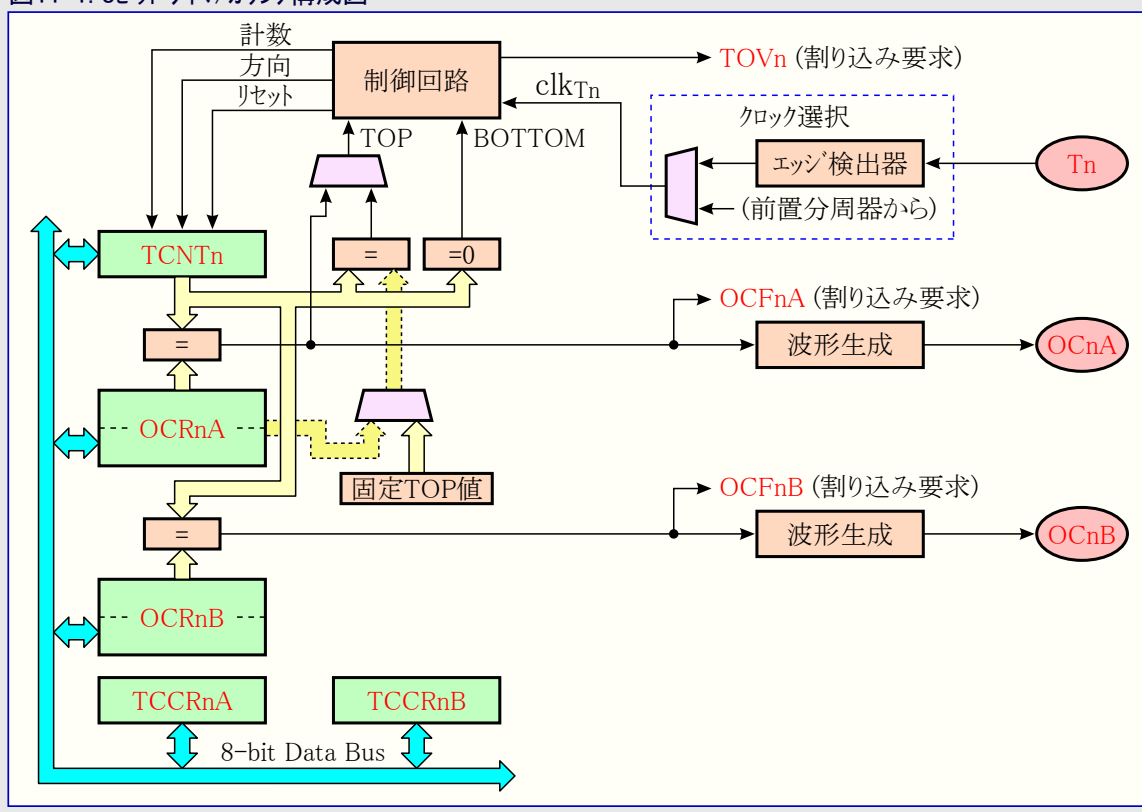 計数
方向
リセット
制御回路
TOVn (割り込み要求)
clkTn
TOP
BOTTOM
クロック選択
エッジ検出器
Tn
(前置分周器から)
TCNTn
=
=0
=
OCFnA (割り込み要求)
波形生成
OCnA
OCRnA
固定TOP値
OCFnB (割り込み要求)
=
波形生成
OCnB
OCRnB
TCCRnA
TCCRnB
8-bit Data Bus